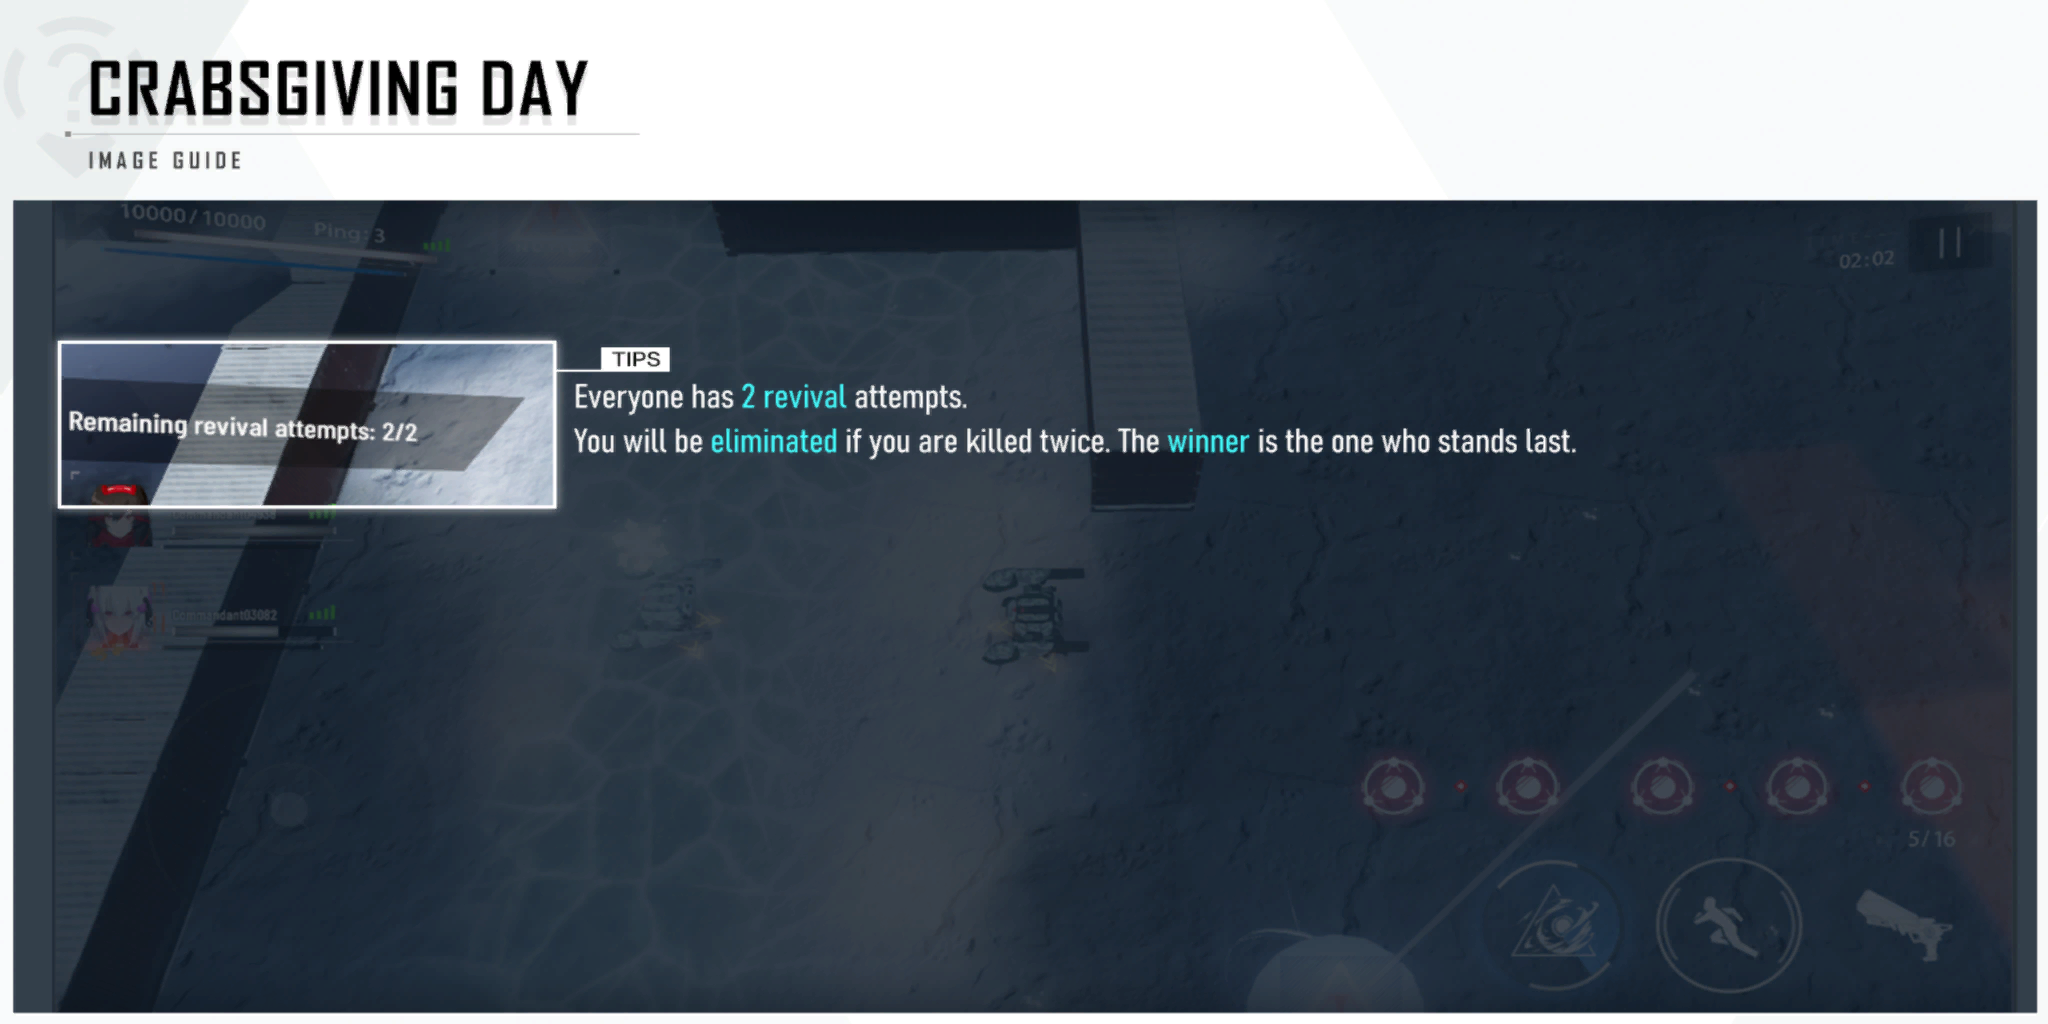 CRABSGIVING DAY
IMAGE GUIDE
10000/10000
Ping:3
02:02
TIPS
Everyone has 2 revival attempts.
You will be eliminated if you are killed twice. The winner is the one who stands last.
Remaining revival attempts: 2/2
Commandant03082
5/16